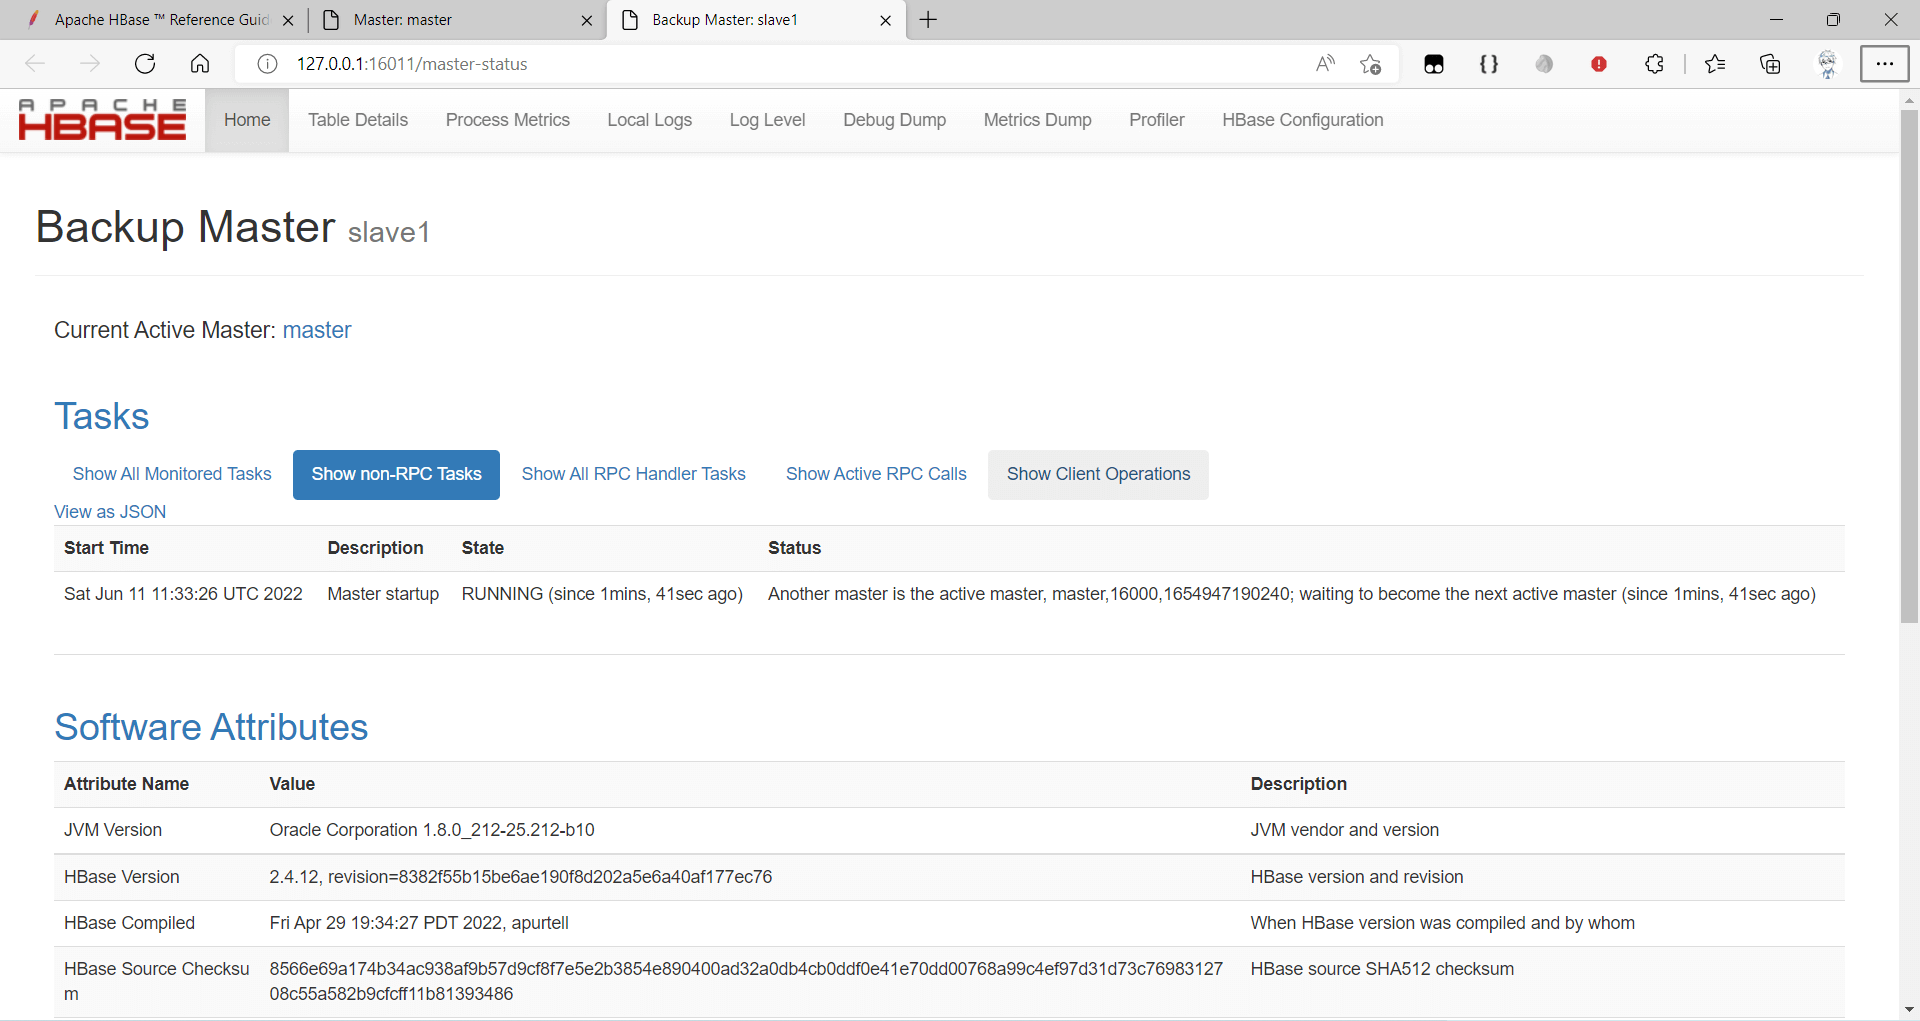 Apache HBase ™ Reference Guid
Master: master
Backup Master: slave1
127.0.0.1:16011/master-status
APACHE
HBASE
Home
Table Details
Process Metrics
Local Logs
Log Level
Debug Dump
Metrics Dump
Profiler
HBase Configuration
Backup Master slave1
Current Active Master: master
Tasks
Show All Monitored Tasks
Show non-RPC Tasks
Show All RPC Handler Tasks
Show Active RPC Calls
Show Client Operations
View as JSON
Start Time Description State Status
Sat Jun 11 11:33:26 UTC 2022 Master startup RUNNING (since 1mins, 41sec ago) Another master is the active master, master,16000,1654947190240; waiting to become the next active master (since 1mins, 41sec ago)
Software Attributes
Attribute Name Value Description
JVM Version Oracle Corporation 1.8.0_212-25.212-b10 JVM vendor and version
HBase Version 2.4.12, revision=8382f55b15be6ae190f8d202a5e6a40af177ec76 HBase version and revision
HBase Compiled Fri Apr 29 19:34:27 PDT 2022, apurtell When HBase version was compiled and by whom
HBase Source Checksu 8566e69a174b34ac938af9b57d9cf8f7e5e2b3854e890400ad32a0db4cb0ddf0e41e70dd00768a99c4ef97d31d73c76983127 HBase source SHA512 checksum
m 08c55a582b9cfcff11b81393486